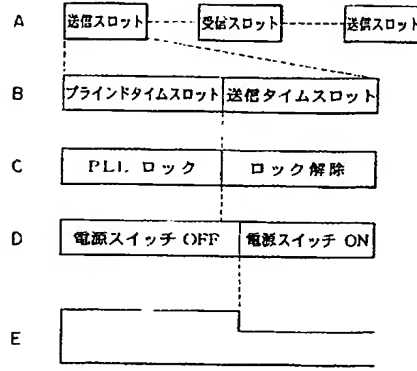 A 送信スロット 受信スロット 送信スロット
B ブラインドタイムスロット 送信タイムスロット
C PLL ロック ロック解除
D 電源スイッチ OFF 電源スイッチ ON
E